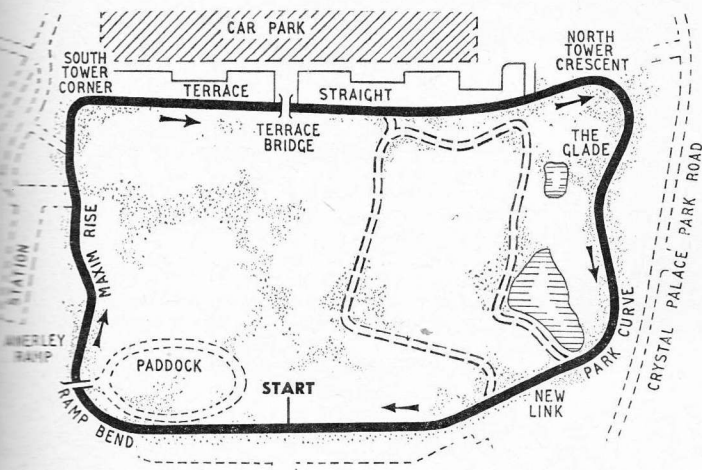 CAR PARK
SOUTH
TOWER
CORNER
NORTH
TOWER
CRESCENT
TERRACE
STRAIGHT
TERRACE
BRIDGE
THE
GLADE
CRYSTAL PALACE PARK ROAD
MAXIM RISE
STATION
ANERLEY
RAMP
PADDOCK
START
RAMP BEND
NEW
LINK
PARK CURVE